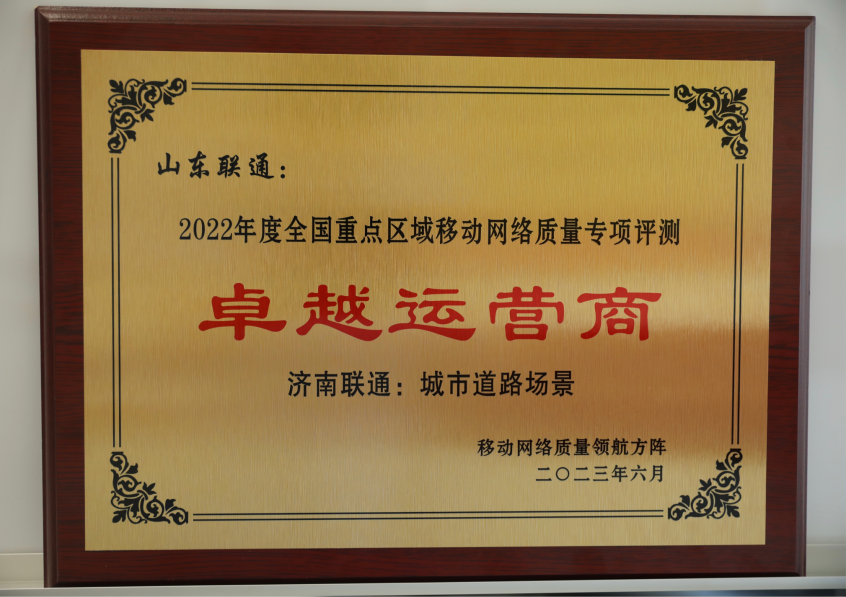 山东联通：
2022年度全国重点区域移动网络质量专项评测
卓越运营商
济南联通：城市道路场景
移动网络质量领航方阵
二〇二三年六月